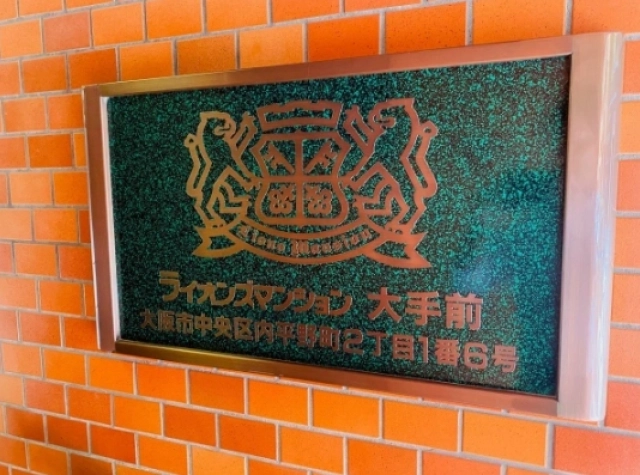 Lions Mansion
ライオンズマンション 大手前
大阪市中央区内平野町2丁目1番6号